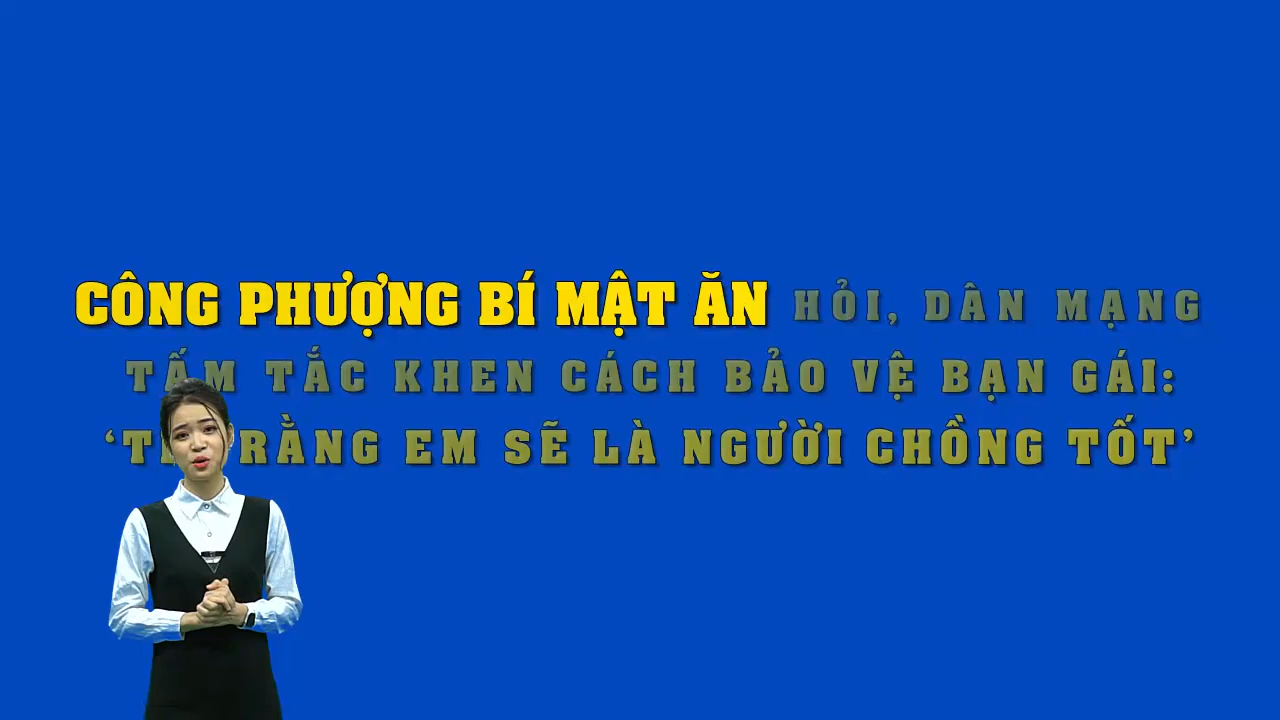 CÔNG PHƯỢNG BÍ MẬT ĂN HỎI, DÂN MẠNG
TẤM TẮC KHEN CÁCH BẢO VỆ BẠN GÁI:
RẰNG EM SẼ LÀ NGƯỜI CHỒNG TỐT’